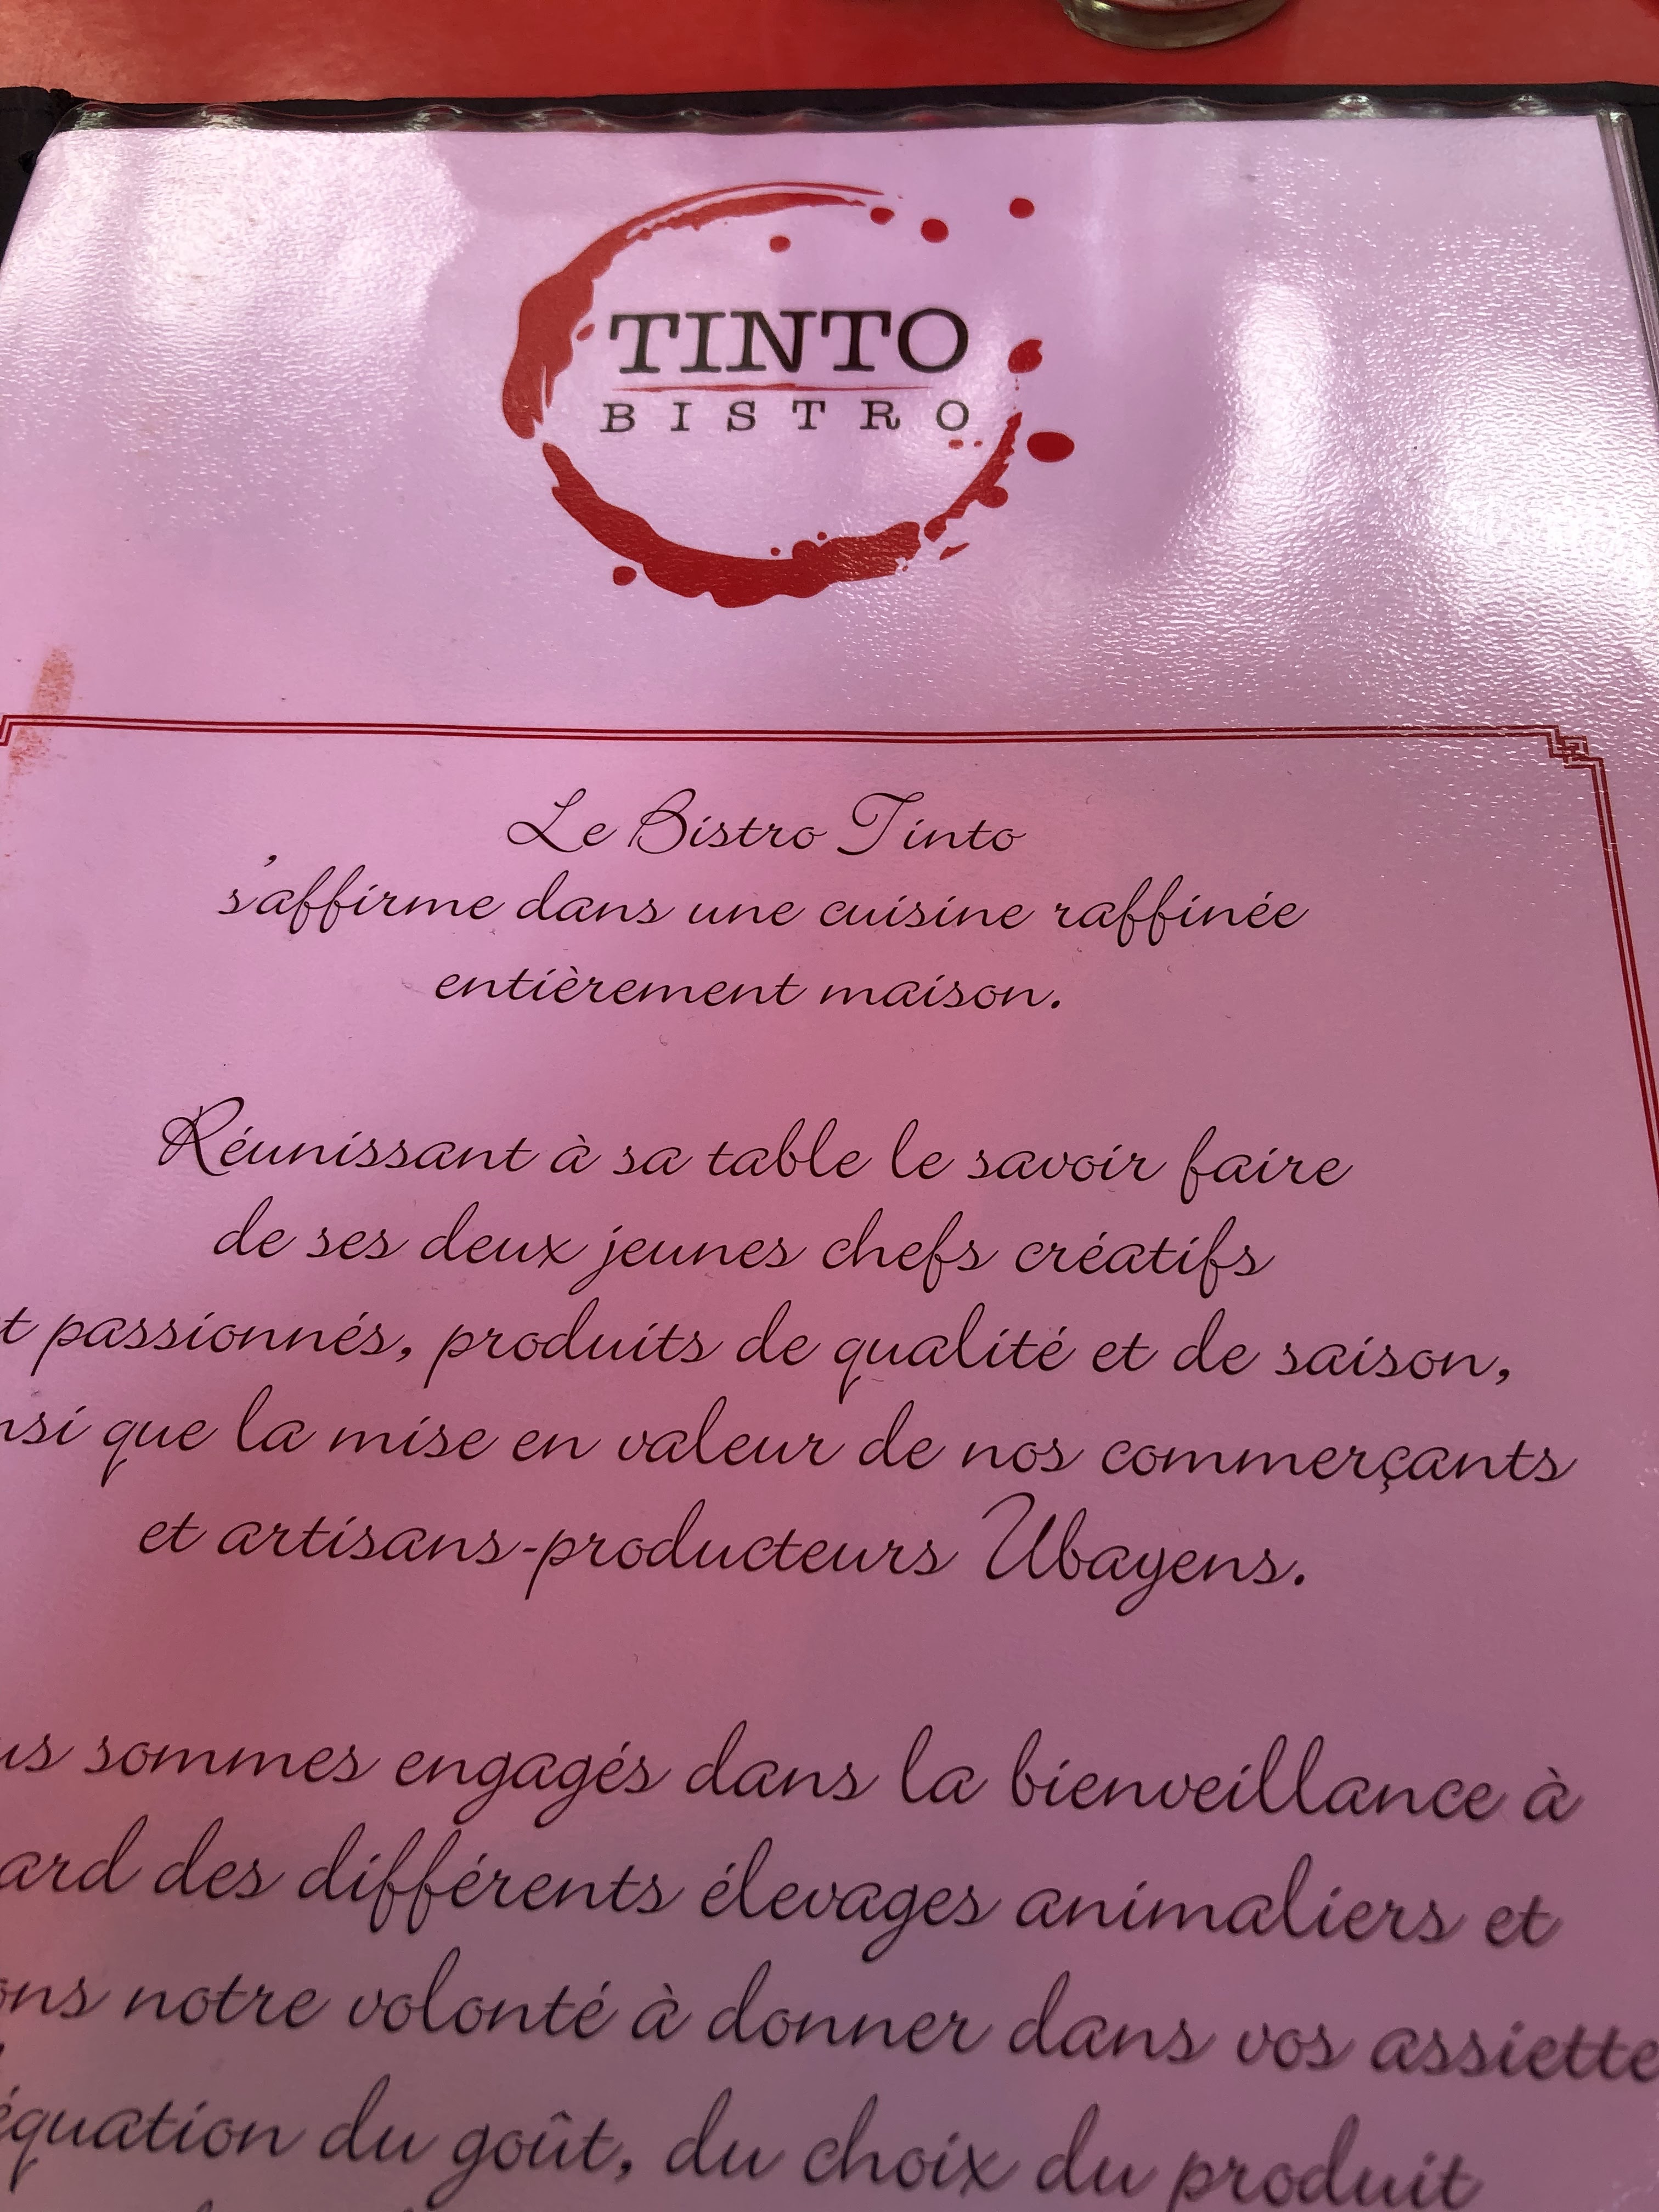 TINTO
BISTRO
Le Bistro Tinto
s'affirme dans une cuisine raffinée
entièrement maison.
Réunissant à sa table le savoir faire
de ses deux jeunes chefs créatifs
passionnés, produits de qualité et de saison,
que la mise en valeur de nos commerçants
et artisans-producteurs Ubayens.
sommes engagés dans la bienveillance à
des différents élevages animaliers et
notre volonté à donner dans vos
du goût, du choix du produit